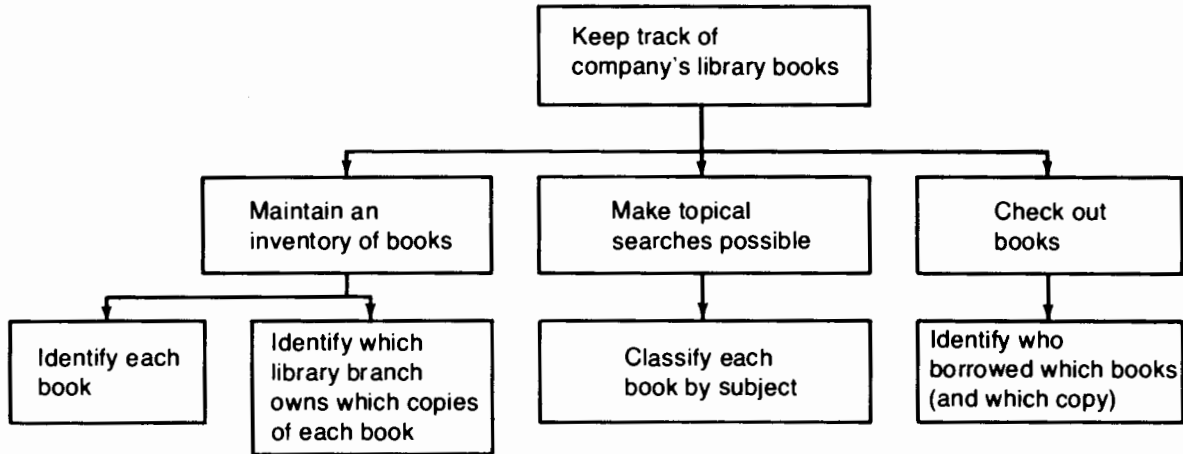 Keep track of
company's library books
Maintain an
inventory of books
Make topical
searches possible
Check out
books
Identify each
book
Identify which
library branch
owns which copies
of each book
Classify each
book by subject
Identify who
borrowed which books
(and which copy)